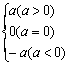 a(a > 0)
0(a = 0)
−a(a < 0)